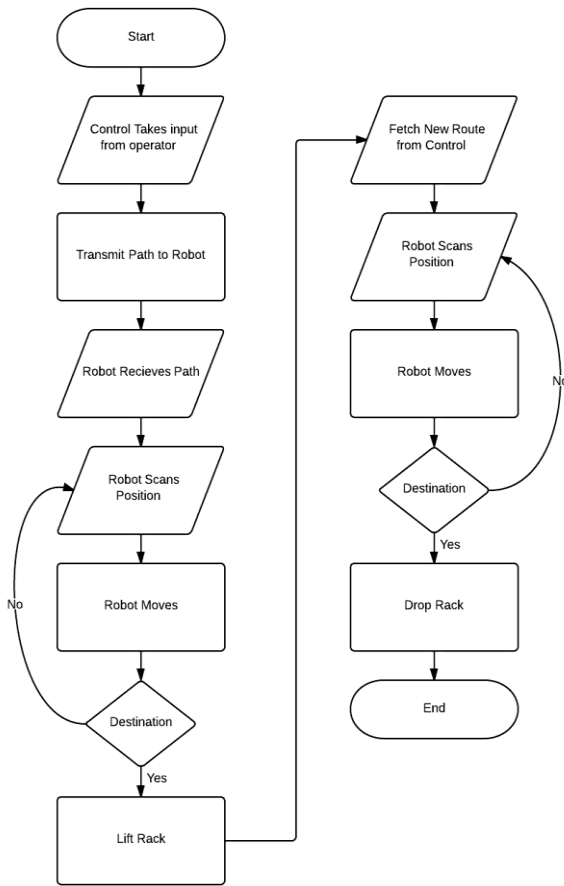 Start
Control Takes input
from operator
Transmit Path to Robot
Robot Recieves Path
Robot Scans
Position
Robot Moves
No
Destination
Yes
Lift Rack
Fetch New Route
from Control
Robot Scans
Position
Robot Moves
No
Destination
Yes
Drop Rack
End